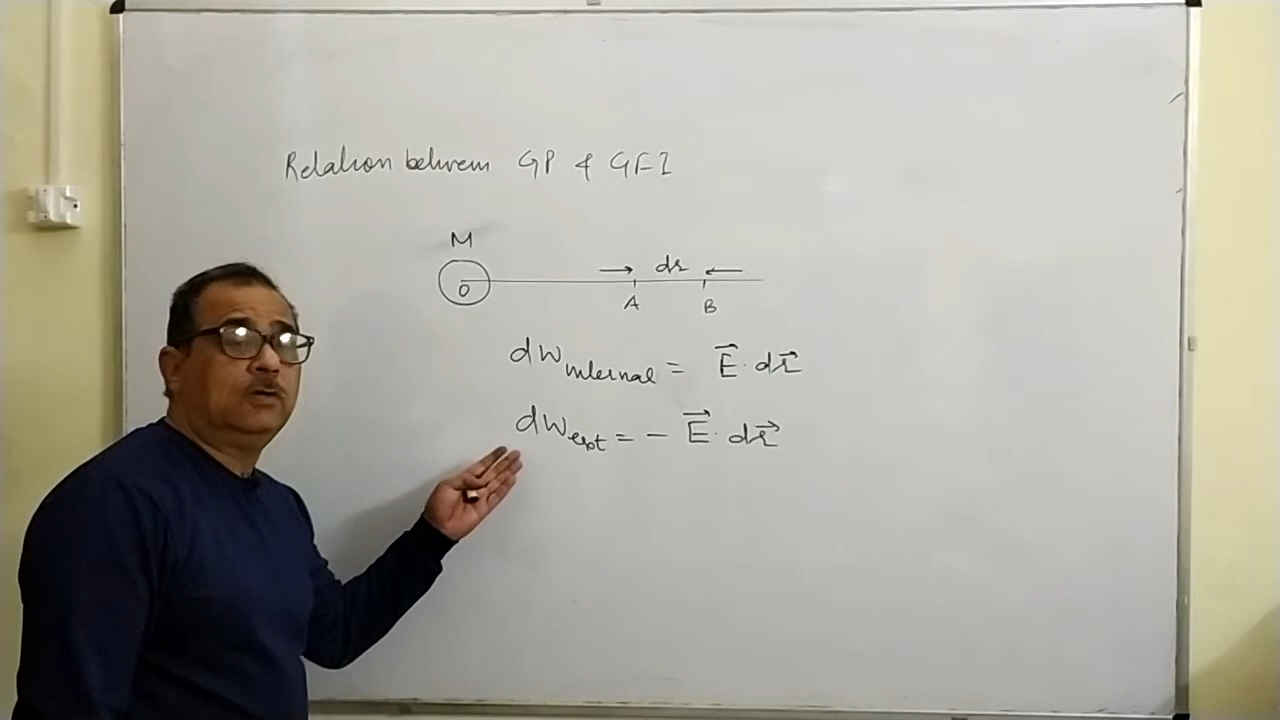 Relation between GP & GFI
M
dr
O
A B
dW internal = E⃗ · dr⃗
dW ext = − E⃗ · dr⃗